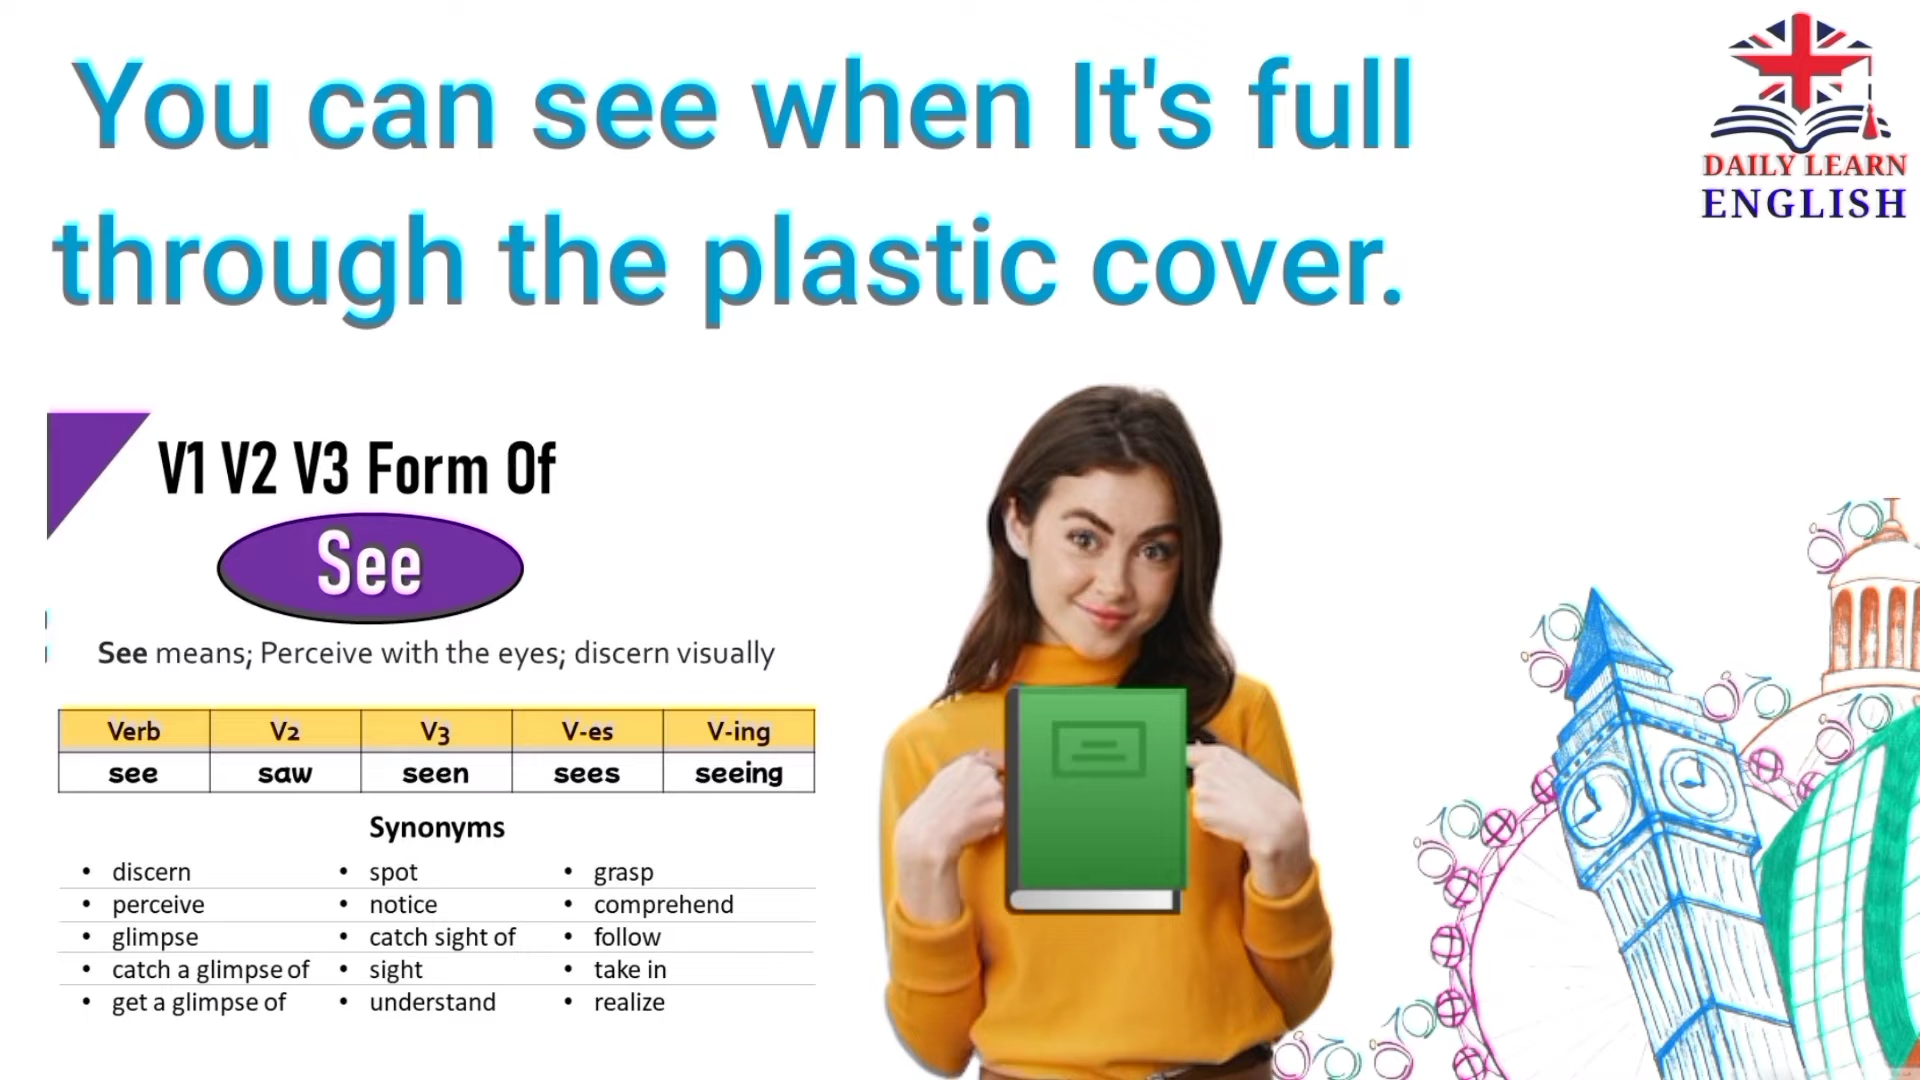 You can see when It's full
through the plastic cover.
DAILY LEARN
ENGLISH
V1 V2 V3 Form Of
See
See means; Perceive with the eyes; discern visually
Verb V2 V3 V-es V-ing
see saw seen sees seeing
Synonyms
• discern • spot • grasp
• perceive • notice • comprehend
• glimpse • catch sight of • follow
• catch a glimpse of • sight • take in
• get a glimpse of • understand • realize